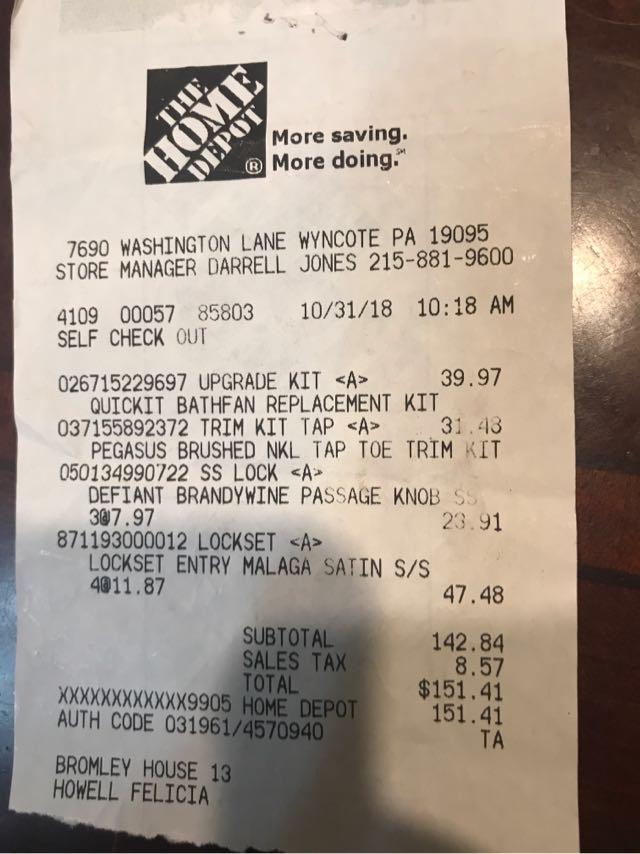 THE
HOME
DEPOT
®
More saving.
More doing.℠
7690 WASHINGTON LANE WYNCOTE PA 19095
STORE MANAGER DARRELL JONES 215-881-9600
4109 00057 85803 10/31/18 10:18 AM
SELF CHECK OUT
026715229697 UPGRADE KIT <A> 39.97
QUICKIT BATHFAN REPLACEMENT KIT
037155892372 TRIM KIT TAP <A> 31.48
PEGASUS BRUSHED NKL TAP TOE TRIM KIT
050134990722 SS LOCK <A>
DEFIANT BRANDYWINE PASSAGE KNOB SS
3@7.97 23.91
871193000012 LOCKSET <A>
LOCKSET ENTRY MALAGA SATIN S/S
4@11.87 47.48
SUBTOTAL 142.84
SALES TAX 8.57
TOTAL $151.41
XXXXXXXXXXXX9905 HOME DEPOT 151.41
AUTH CODE 031961/4570940 TA
BROMLEY HOUSE 13
HOWELL FELICIA